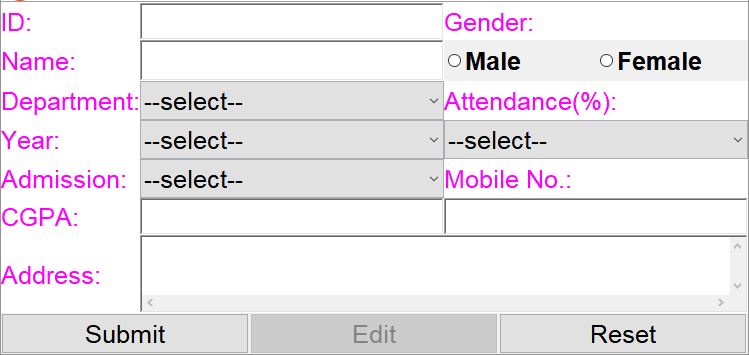 ID: Gender:
Name: Male Female
Department: --select-- Attendance(%):
Year: --select-- --select--
Admission: --select-- Mobile No.:
CGPA:
Address:
Submit Edit Reset